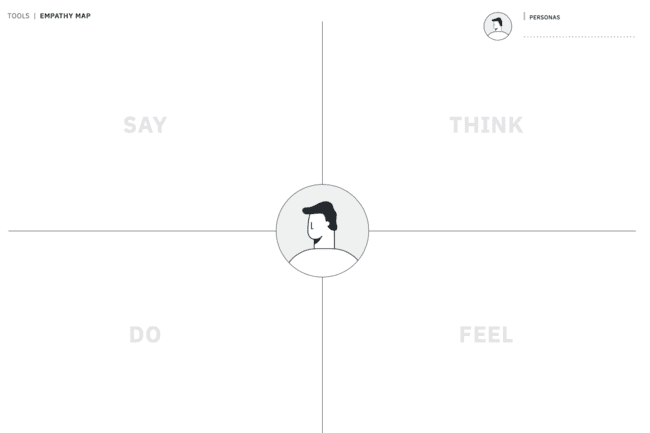 TOOLS | EMPATHY MAP
PERSONAS
SAY
THINK
DO
FEEL